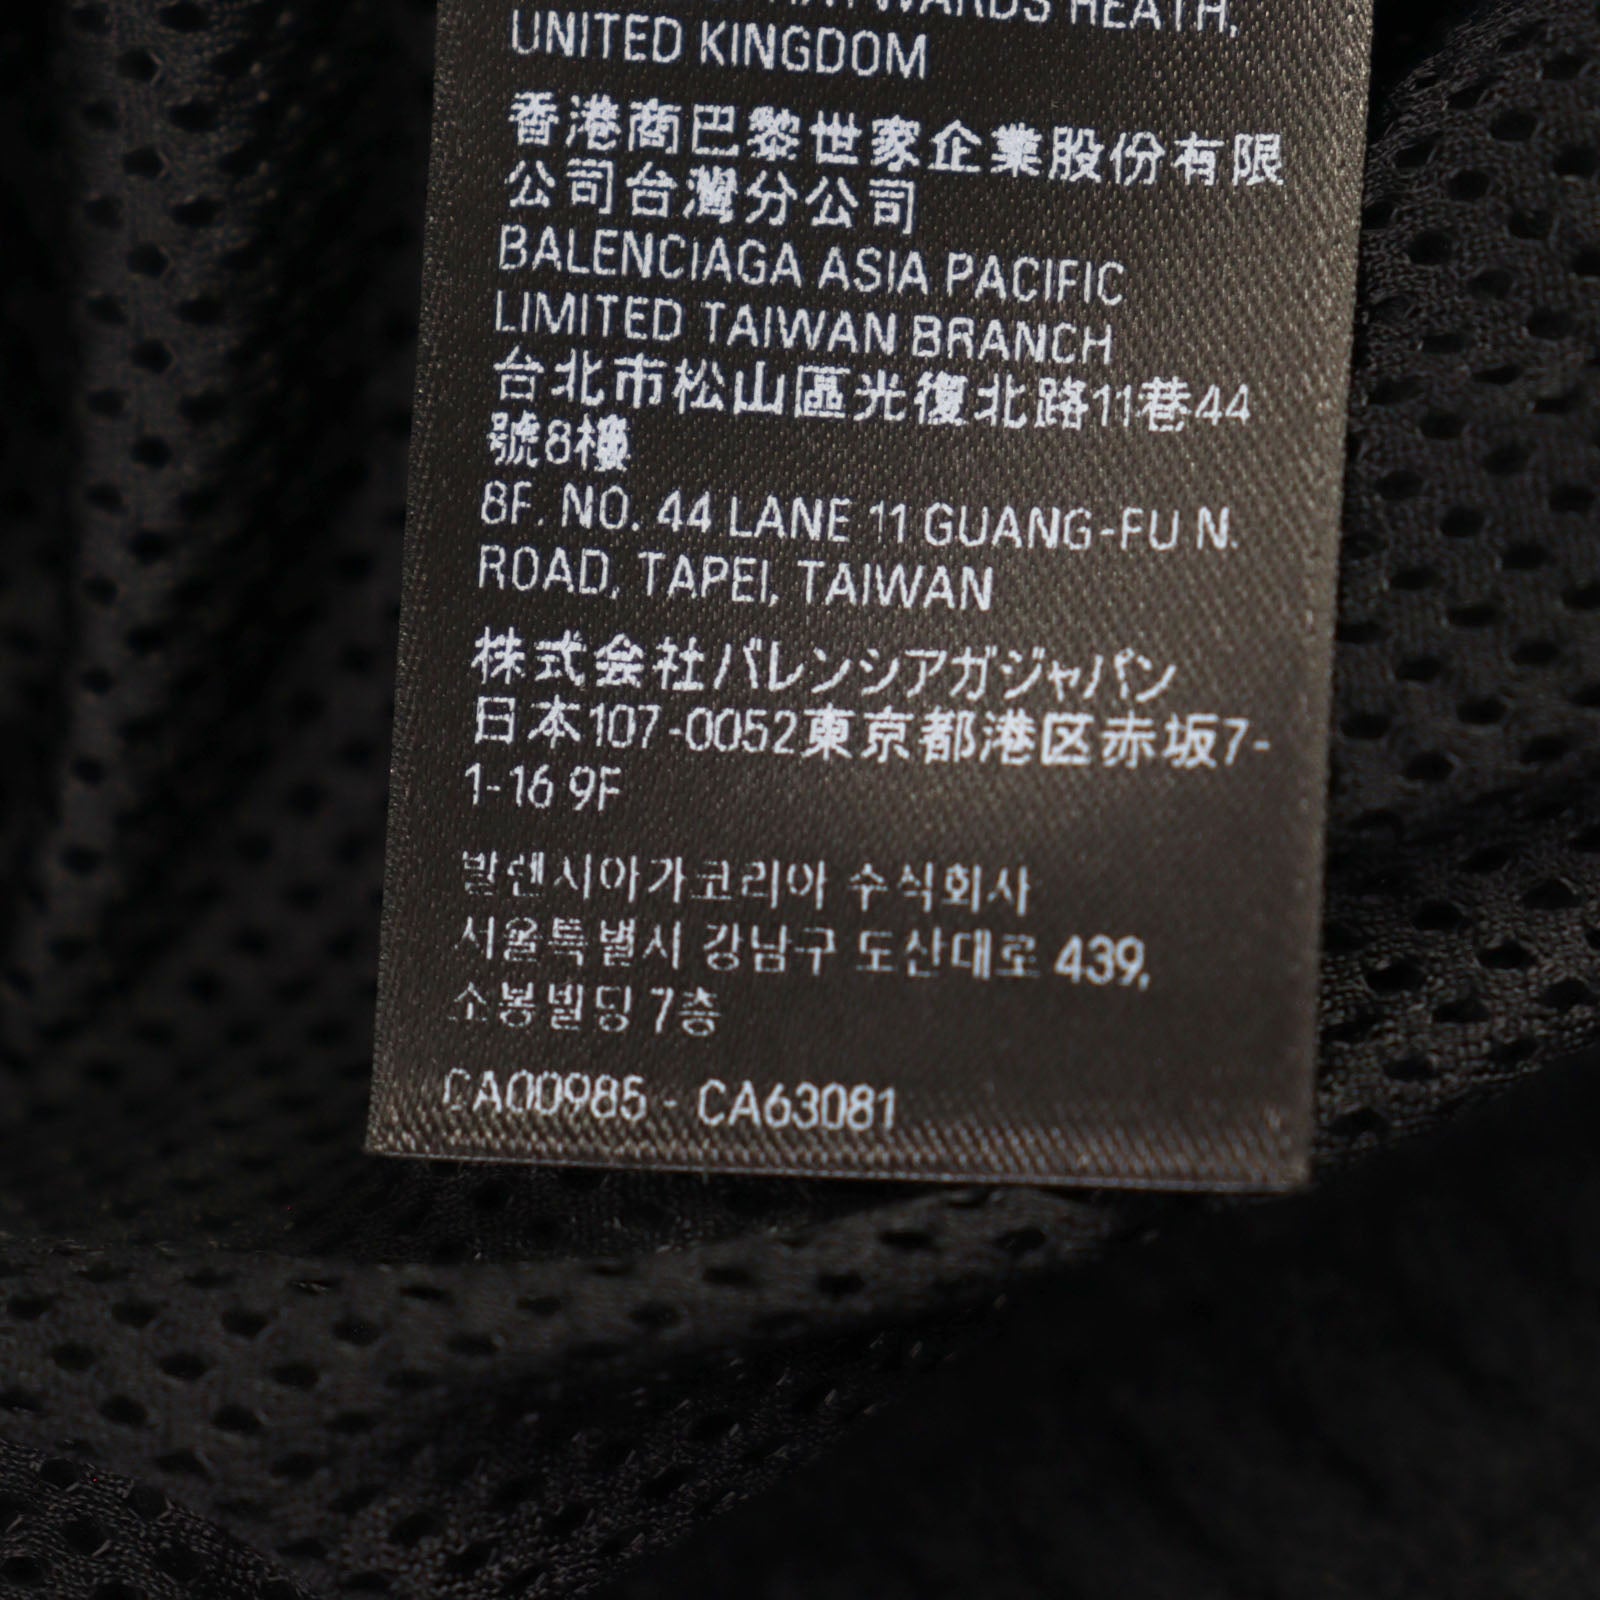 HAYWARDS HEATH,
UNITED KINGDOM
香港商巴黎世家企業股份有限
公司台灣分公司
BALENCIAGA ASIA PACIFIC
LIMITED TAIWAN BRANCH
台北市松山區光復北路11巷44
號8樓
8F. NO. 44 LANE 11 GUANG-FU N.
ROAD, TAPEI, TAIWAN
株式会社バレンシアガジャパン
日本107-0052東京都港区赤坂7-
1-16 9F
발렌시아가코리아 수식회사
서울특별시 강남구 도산대로 439,
소봉빌딩 7층
CA00985 - CA63081